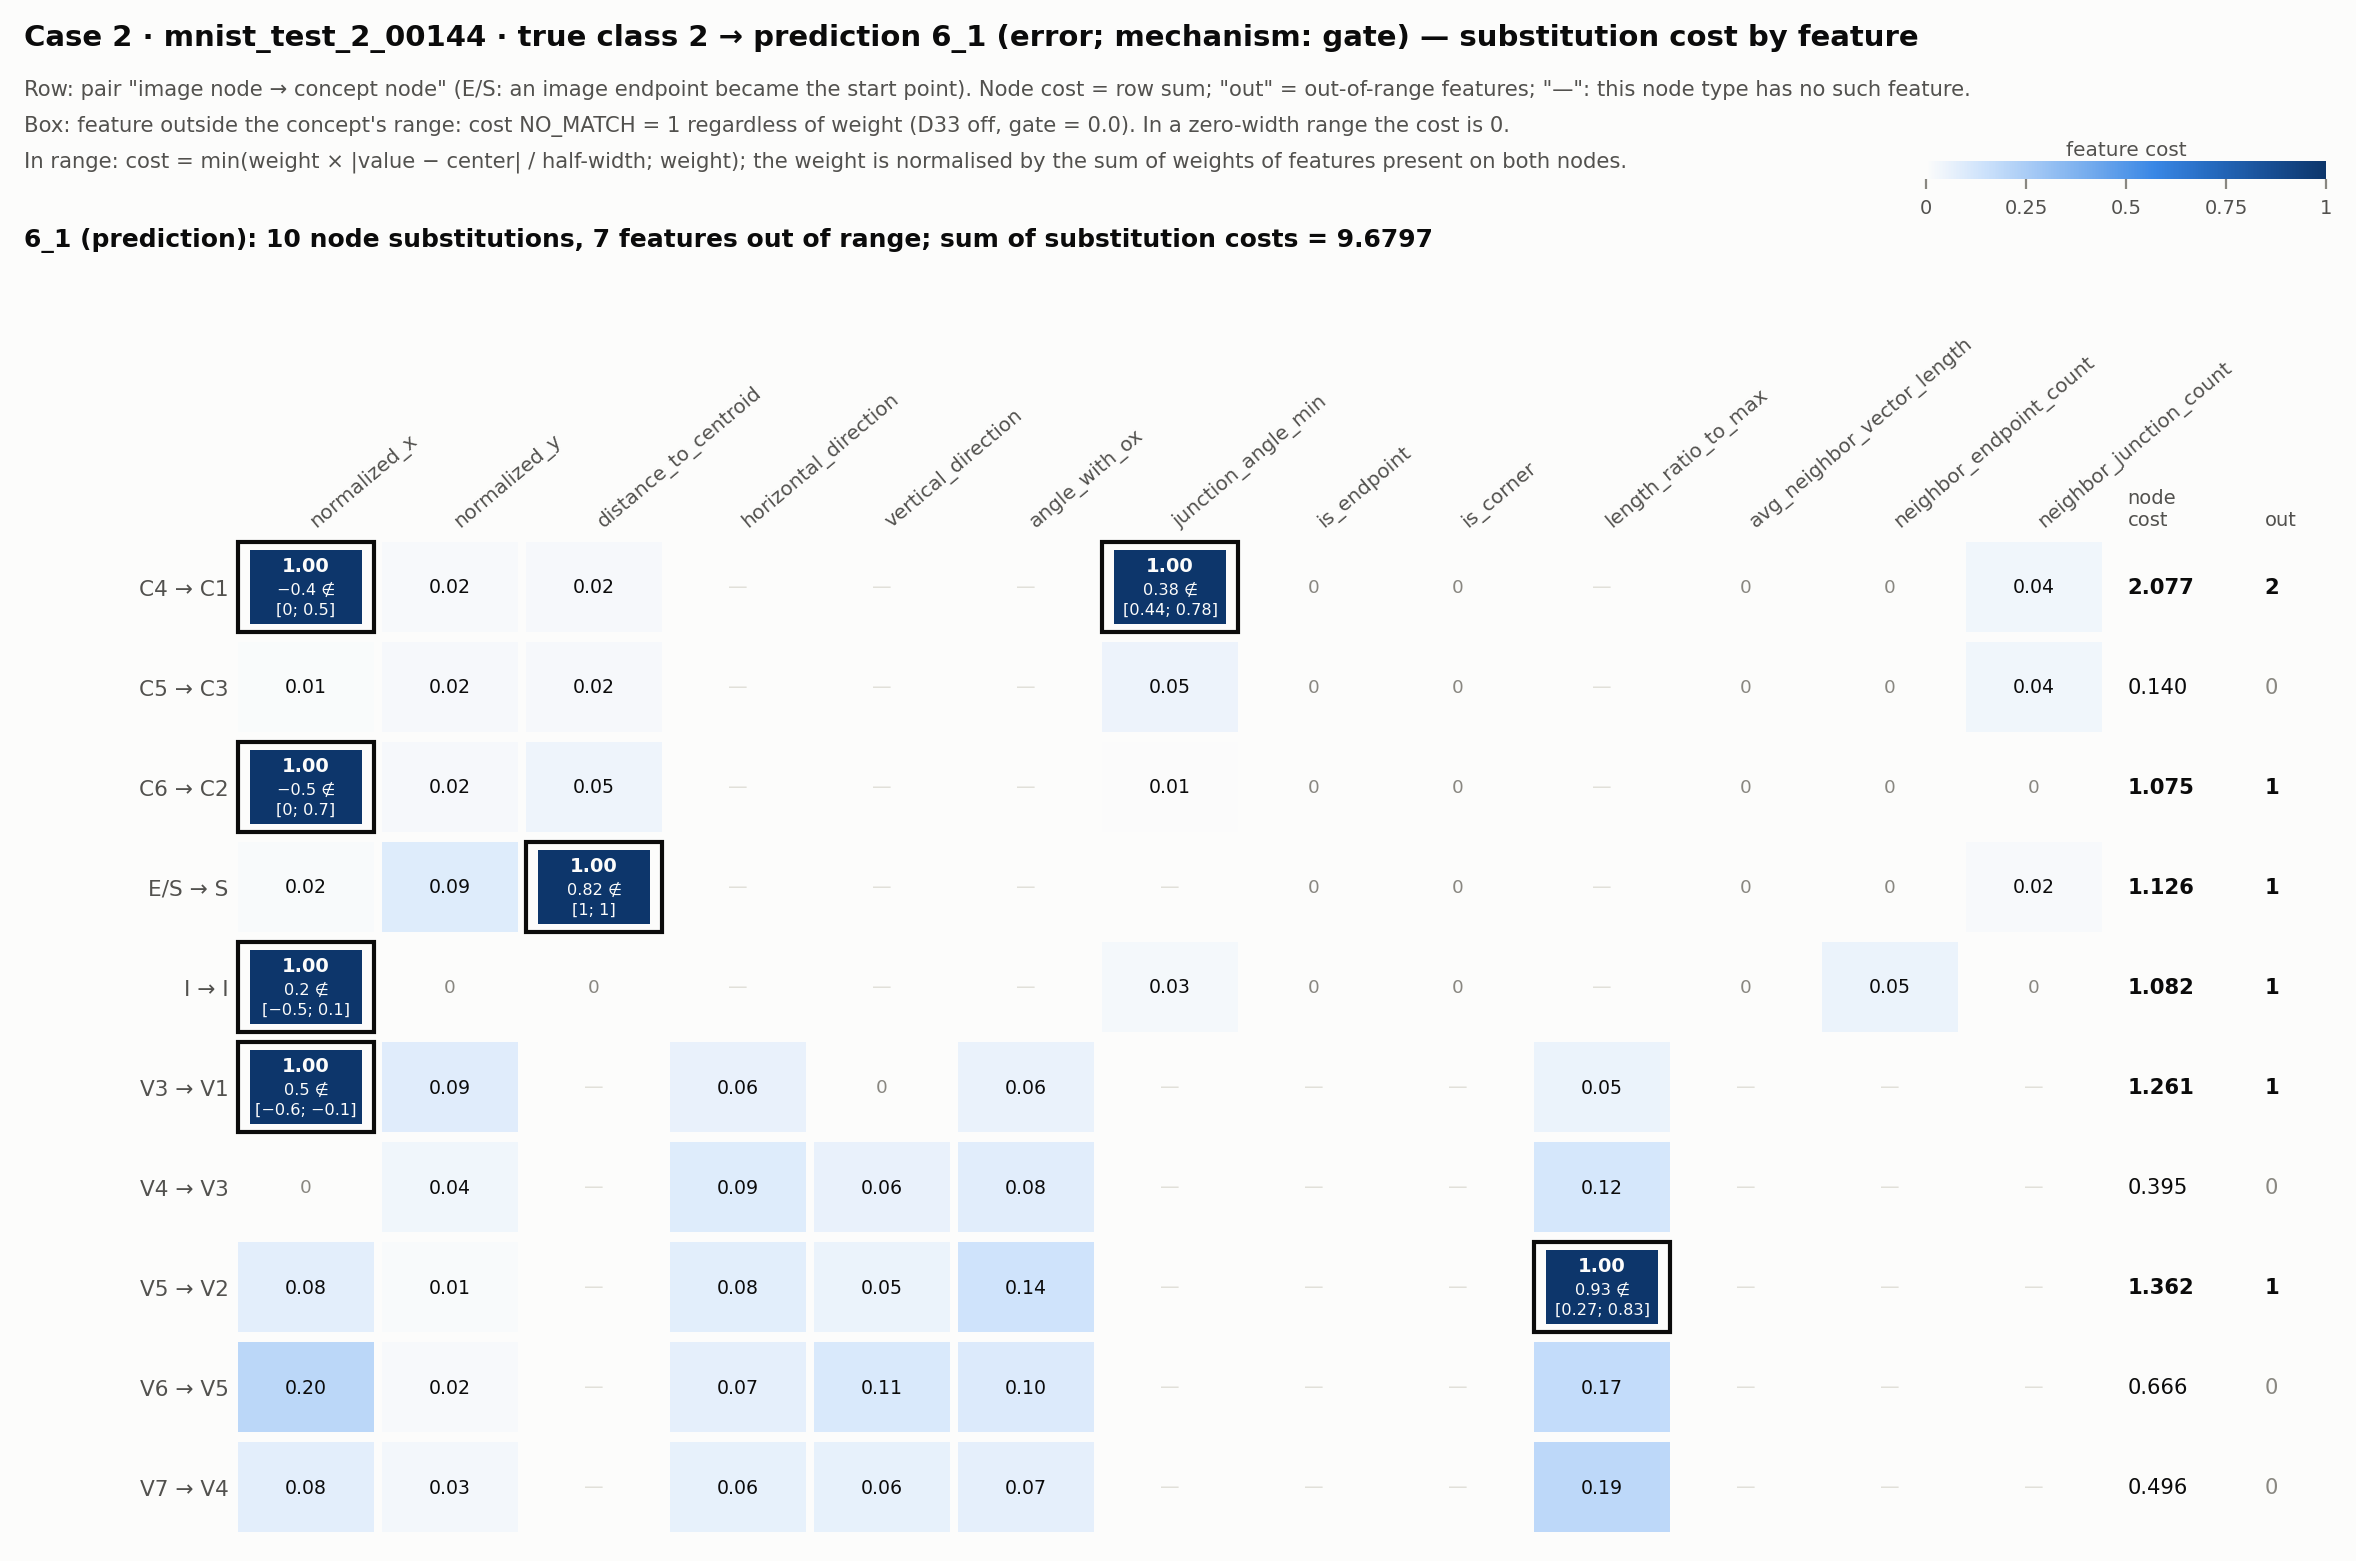 Case 2 · mnist_test_2_00144 · true class 2 → prediction 6_1 (error; mechanism: gate) — substitution cost by feature
Row: pair "image node → concept node" (E/S: an image endpoint became the start point). Node cost = row sum; "out" = out-of-range features; "—": this node type has no such feature.
Box: feature outside the concept's range: cost NO_MATCH = 1 regardless of weight (D33 off, gate = 0.0). In a zero-width range the cost is 0.
In range: cost = min(weight × |value − center| / half-width; weight); the weight is normalised by the sum of weights of features present on both nodes.
feature cost
0 0.25 0.5 0.75 1
6_1 (prediction): 10 node substitutions, 7 features out of range; sum of substitution costs = 9.6797
normalized_x normalized_y distance_to_centroid horizontal_direction vertical_direction angle_with_ox junction_angle_min is_endpoint is_corner length_ratio_to_max avg_neighbor_vector_length neighbor_endpoint_count neighbor_junction_count node cost out
C4 → C1 1.00 −0.4 ∉ [0; 0.5] 0.02 0.02 — — — 1.00 0.38 ∉ [0.44; 0.78] 0 0 — 0 0 0.04 2.077 2
C5 → C3 0.01 0.02 0.02 — — — 0.05 0 0 — 0 0 0.04 0.140 0
C6 → C2 1.00 −0.5 ∉ [0; 0.7] 0.02 0.05 — — — 0.01 0 0 — 0 0 0 1.075 1
E/S → S 0.02 0.09 1.00 0.82 ∉ [1; 1] — — — — 0 0 — 0 0 0.02 1.126 1
I → I 1.00 0.2 ∉ [−0.5; 0.1] 0 0 — — — 0.03 0 0 — 0 0.05 0 1.082 1
V3 → V1 1.00 0.5 ∉ [−0.6; −0.1] 0.09 — 0.06 0 0.06 — — — 0.05 — — — 1.261 1
V4 → V3 0 0.04 — 0.09 0.06 0.08 — — — 0.12 — — — 0.395 0
V5 → V2 0.08 0.01 — 0.08 0.05 0.14 — — — 1.00 0.93 ∉ [0.27; 0.83] — — — 1.362 1
V6 → V5 0.20 0.02 — 0.07 0.11 0.10 — — — 0.17 — — — 0.666 0
V7 → V4 0.08 0.03 — 0.06 0.06 0.07 — — — 0.19 — — — 0.496 0